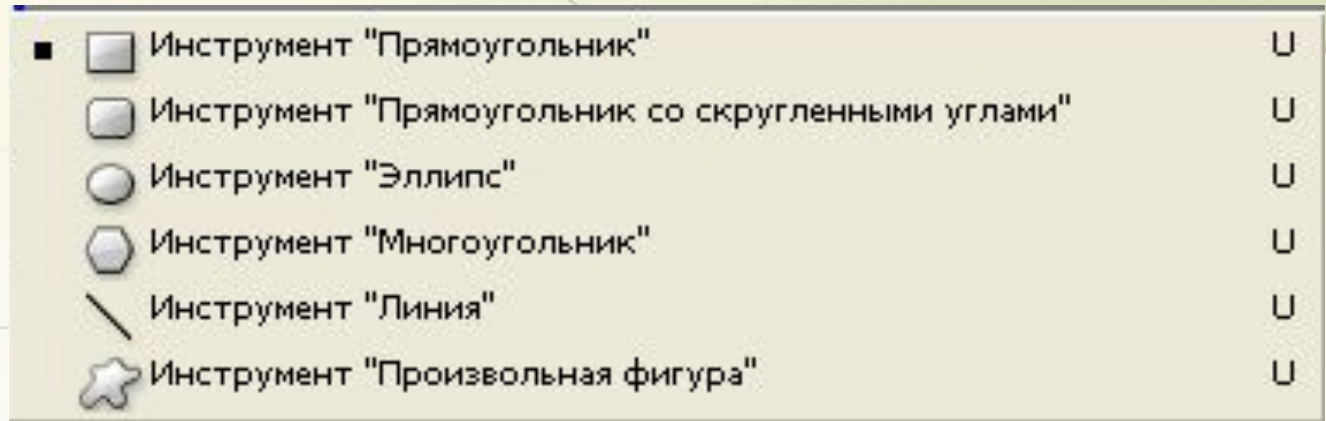 Инструмент "Прямоугольник" U
Инструмент "Прямоугольник со скругленными углами" U
Инструмент "Эллипс" U
Инструмент "Многоугольник" U
Инструмент "Линия" U
Инструмент "Произвольная фигура" U